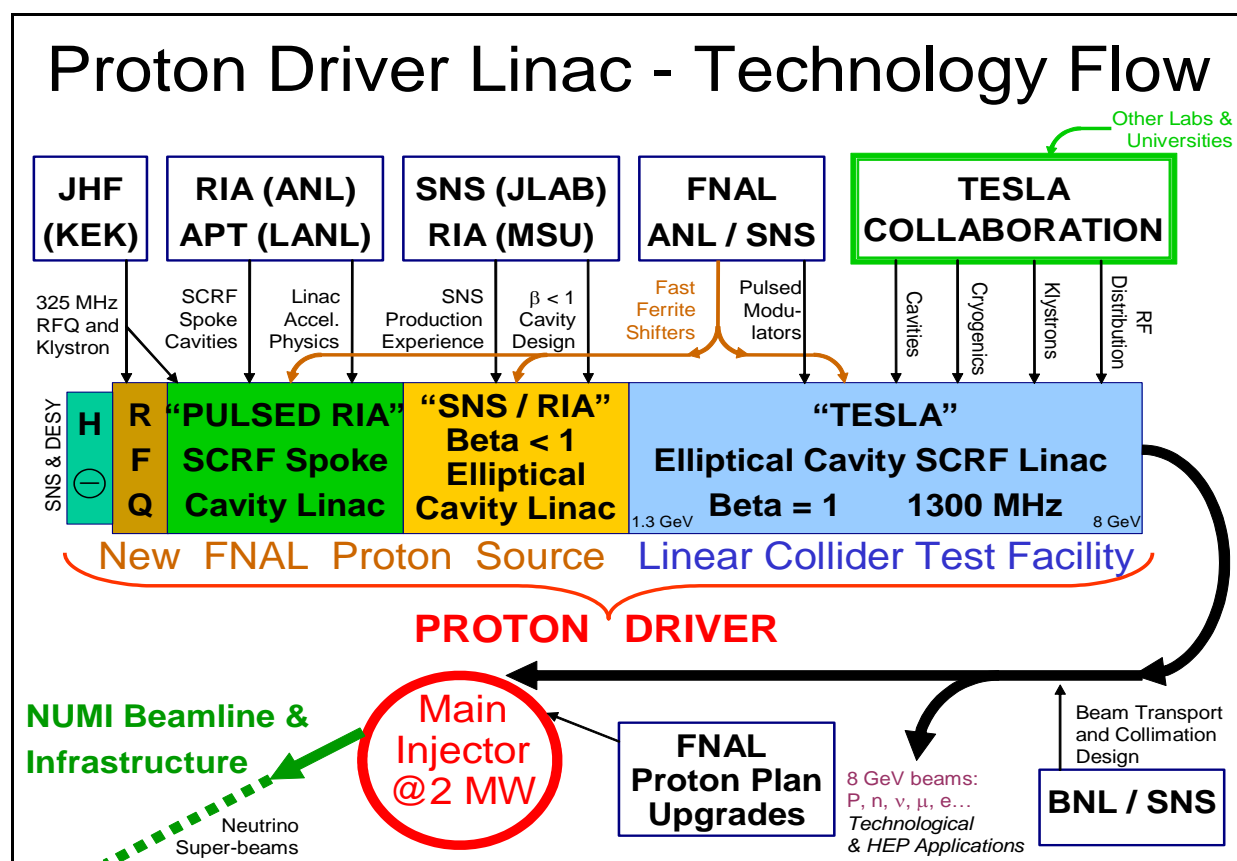 Proton Driver Linac - Technology Flow
Other Labs &
Universities
JHF
(KEK)
RIA (ANL)
APT (LANL)
SNS (JLAB)
RIA (MSU)
FNAL
ANL / SNS
TESLA
COLLABORATION
325 MHz
RFQ and
Klystron
SCRF
Spoke
Cavities
Linac
Accel.
Physics
SNS
Production
Experience
β < 1
Cavity
Design
Fast
Ferrite
Shifters
Pulsed
Modu-
lators
Cavities
Cryogenics
Klystrons
RF
Distribution
SNS & DESY
H
−
R
F
Q
“PULSED RIA”
SCRF Spoke
Cavity Linac
“SNS / RIA”
Beta < 1
Elliptical
Cavity Linac
“TESLA”
Elliptical Cavity SCRF Linac
Beta = 1 1300 MHz
1.3 GeV
8 GeV
New FNAL Proton Source
Linear Collider Test Facility
PROTON DRIVER
NUMI Beamline &
Infrastructure
Main
Injector
@2 MW
FNAL
Proton Plan
Upgrades
Beam Transport
and Collimation
Design
8 GeV beams:
P, n, ν, μ, e…
Technological
& HEP Applications
BNL / SNS
Neutrino
Super-beams